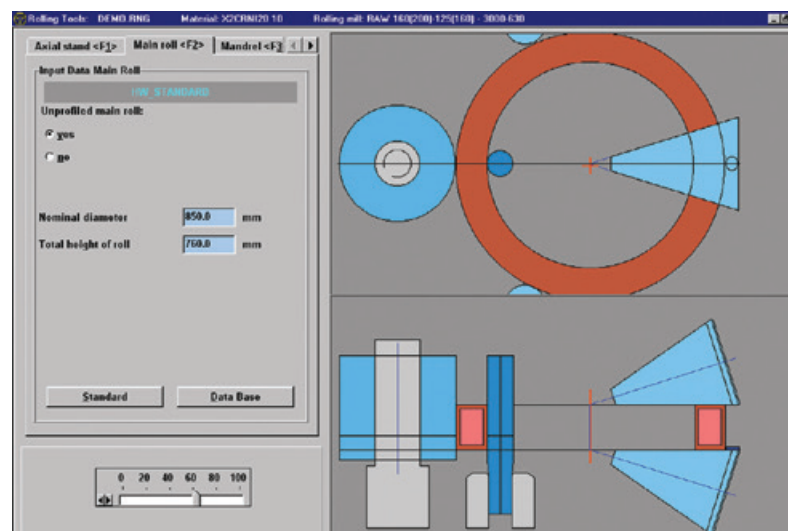 Rolling Tools: DEMO.RNG Material: X2CRNI20 10 Rolling mill: RAW 160(200)-125(160) - 3000-630
Axial stand <F1> Main roll <F2> Mandrel <F3
Input Data Main Roll
HW_STANDARD
Unprofiled main roll:
yes
no
Nominal diameter 850.0 mm
Total height of roll 760.0 mm
Standard Data Base
0 20 40 60 80 100